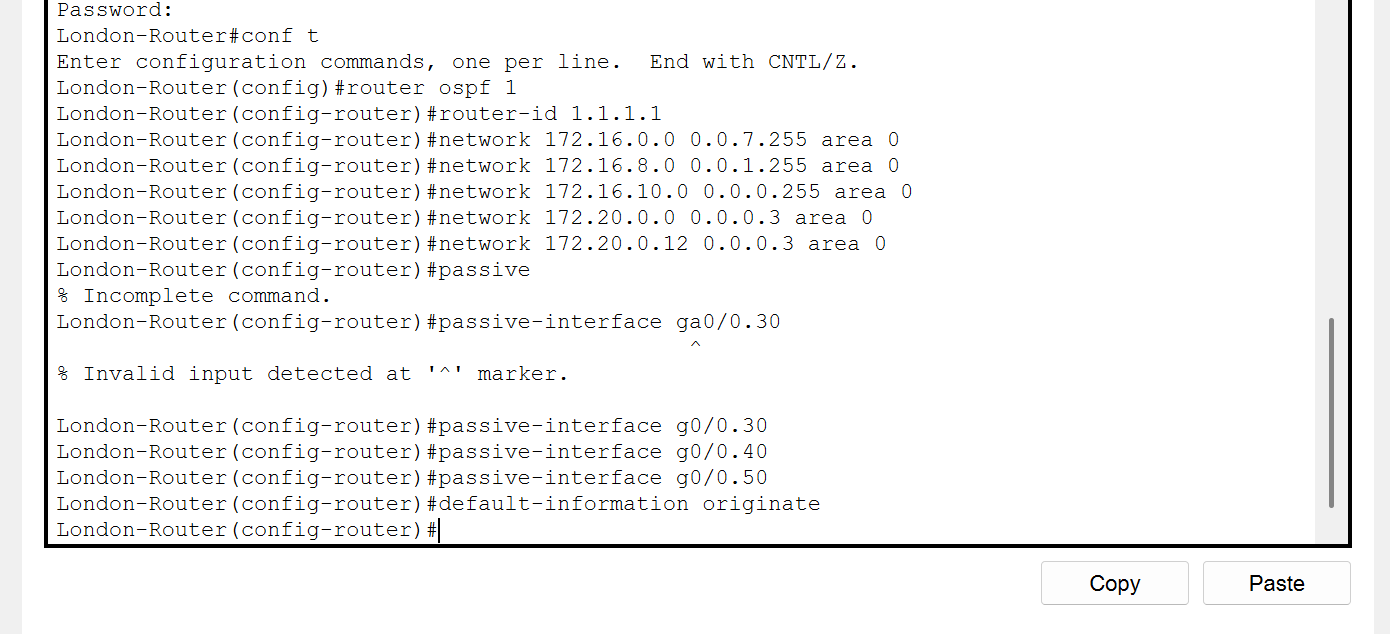 Password:
London-Router#conf t
Enter configuration commands, one per line.  End with CNTL/Z.
London-Router(config)#router ospf 1
London-Router(config-router)#router-id 1.1.1.1
London-Router(config-router)#network 172.16.0.0 0.0.7.255 area 0
London-Router(config-router)#network 172.16.8.0 0.0.1.255 area 0
London-Router(config-router)#network 172.16.10.0 0.0.0.255 area 0
London-Router(config-router)#network 172.20.0.0 0.0.0.3 area 0
London-Router(config-router)#network 172.20.0.12 0.0.0.3 area 0
London-Router(config-router)#passive
% Incomplete command.
London-Router(config-router)#passive-interface ga0/0.30
^
% Invalid input detected at '^' marker.
London-Router(config-router)#passive-interface g0/0.30
London-Router(config-router)#passive-interface g0/0.40
London-Router(config-router)#passive-interface g0/0.50
London-Router(config-router)#default-information originate
London-Router(config-router)#
Copy
Paste